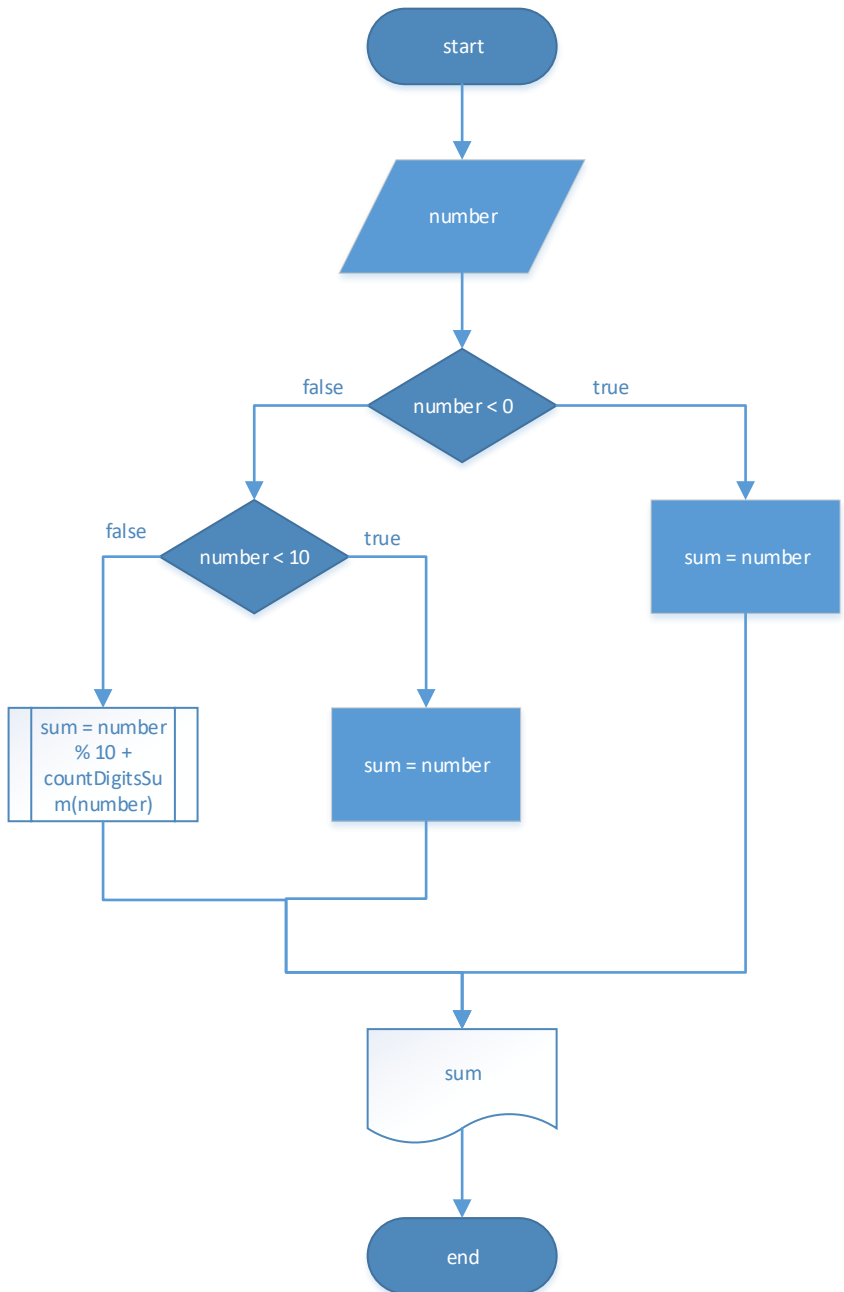 start
number
number < 0
false
true
number < 10
false
true
sum = number
sum = number
% 10 +
countDigitsSu
m(number)
sum = number
sum
end